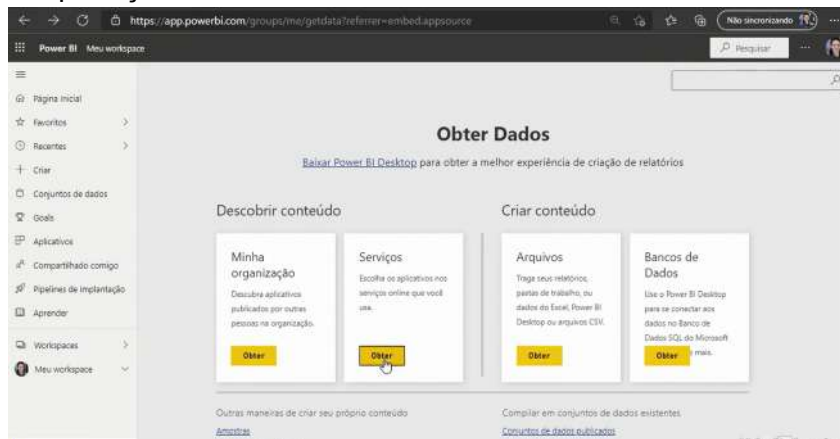 https://app.powerbi.com/groups/me/getdata?referrer=embed.appsource
Não sincronizando
Power BI Meu workspace
Pesquisar
Página inicial
Favoritos
Recentes
Criar
Conjuntos de dados
Goals
Aplicativos
Compartilhado comigo
Pipelines de implantação
Aprender
Workspaces
Meu workspace
Obter Dados
Baixar Power BI Desktop para obter a melhor experiência de criação de relatórios
Descobrir conteúdo
Minha
organização
Descubra aplicativos
publicados por outras
pessoas na organização.
Obter
Serviços
Escolha os aplicativos nos
serviços online que você
usa.
Obter
Criar conteúdo
Arquivos
Traga seus relatórios,
pastas de trabalho, ou
dados do Excel, Power BI
Desktop ou arquivos CSV.
Obter
Bancos de
Dados
Use o Power BI Desktop
para se conectar aos
dados no Banco de
Dados SQL do Microsoft
mais.
Obter
Outras maneiras de criar seu próprio conteúdo
Amostras
Compilar em conjuntos de dados existentes
Conjuntos de dados publicados